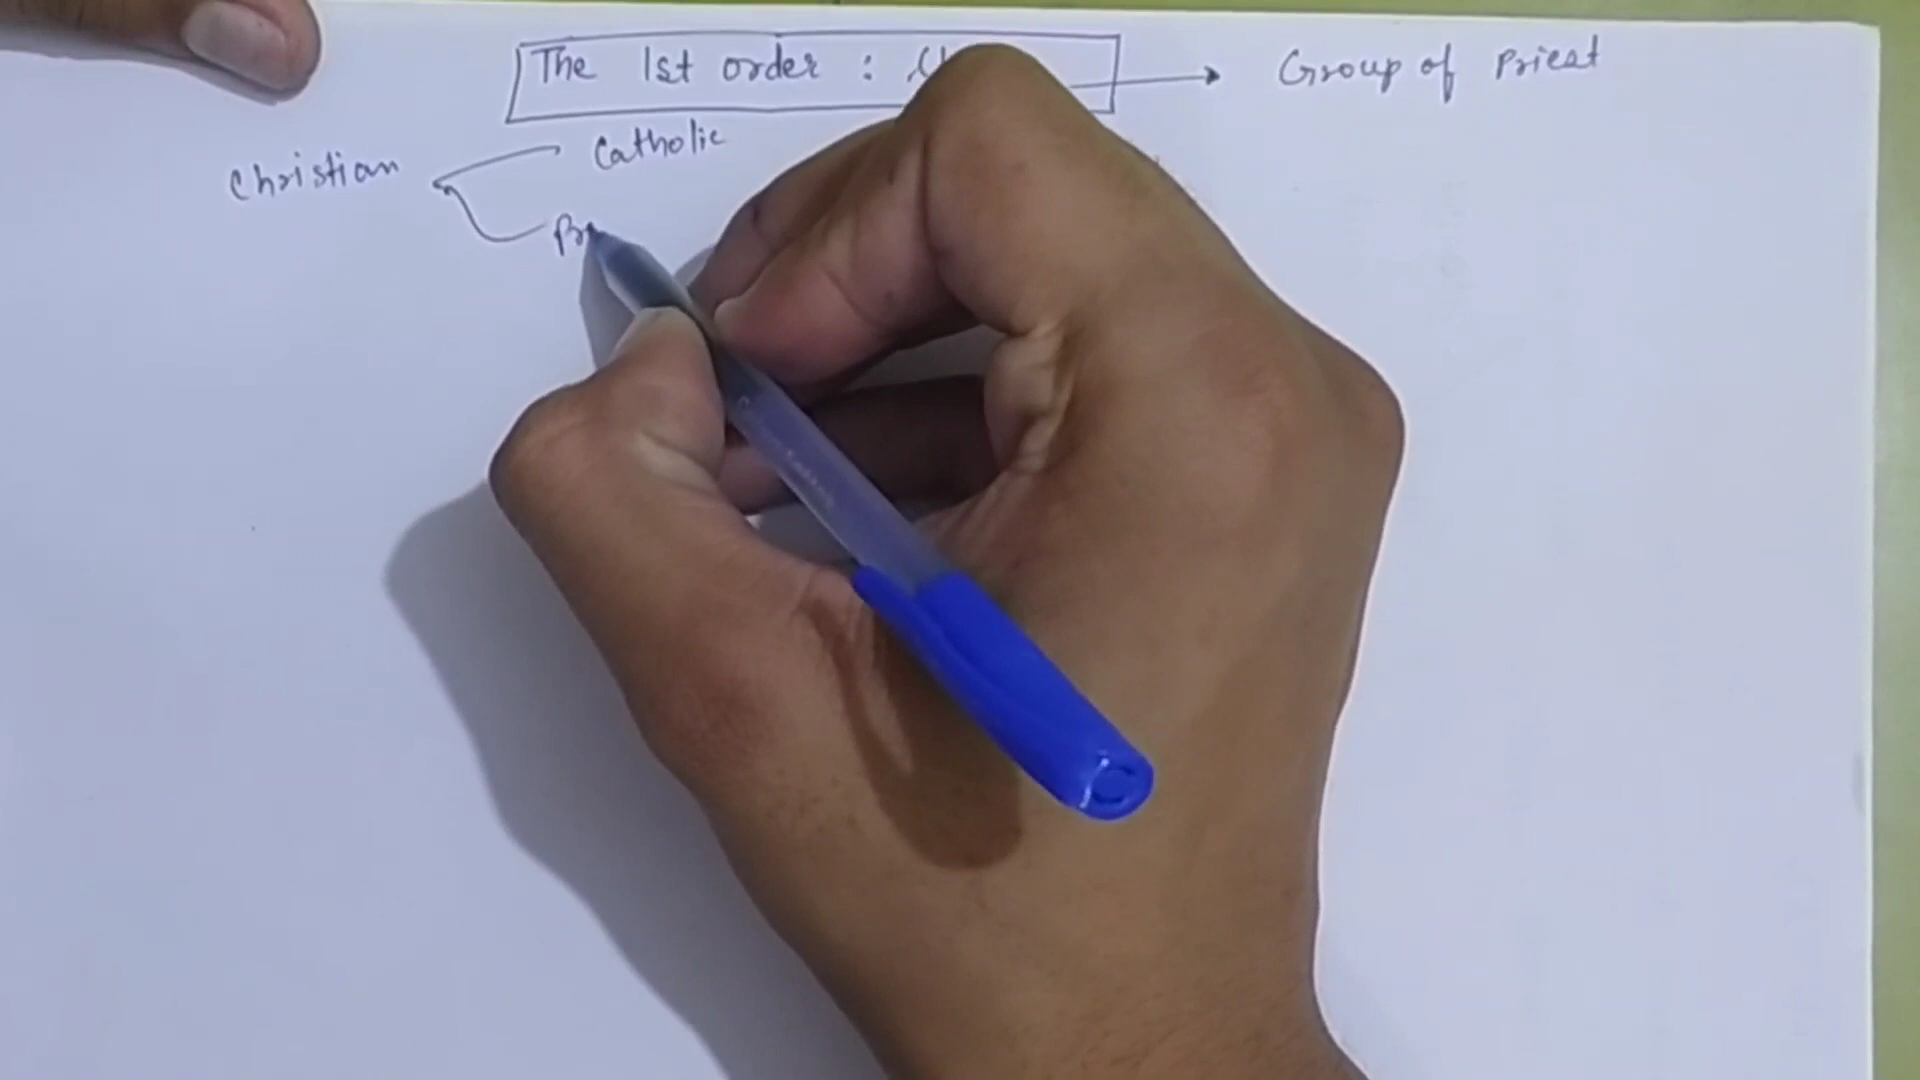 The 1st order :
Group of Priest
Catholic
Christian